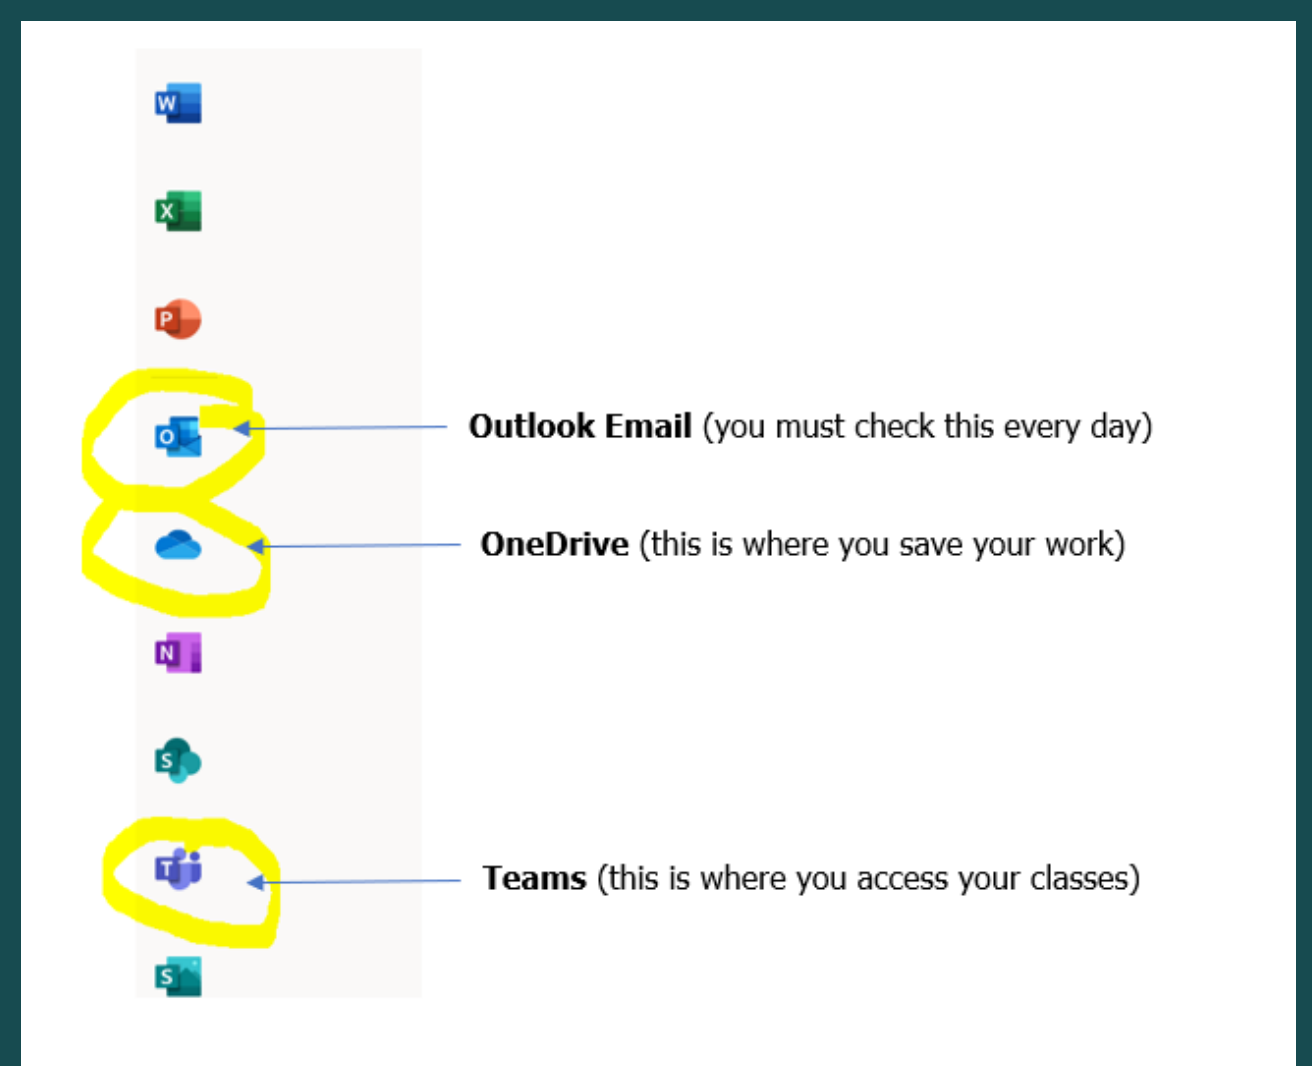 W
X
P
O
Outlook Email (you must check this every day)
OneDrive (this is where you save your work)
N
S
T
Teams (this is where you access your classes)
S